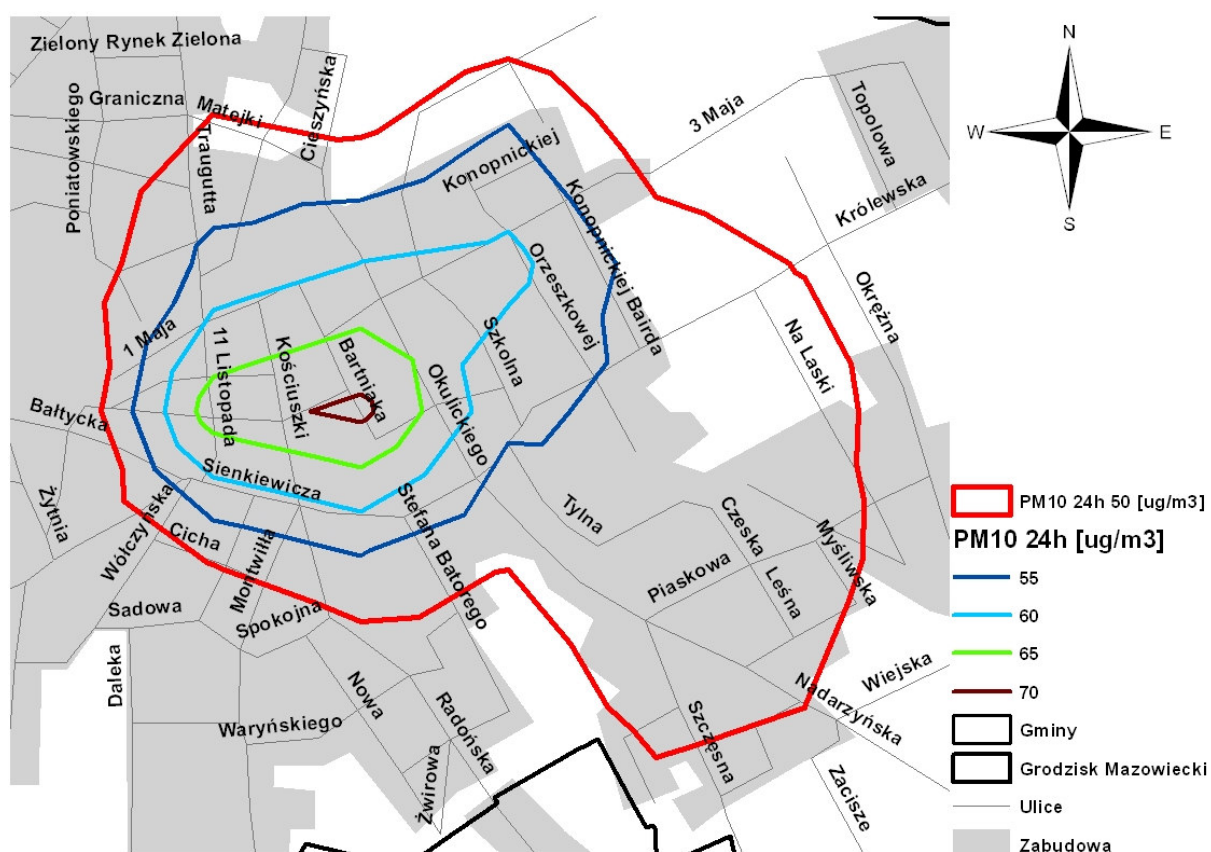 Zielony Rynek Zielona
Graniczna
Matejki
Cieszyńska
Poniatowskiego
Traugutta
Konopnickiej
3 Maja
Topolowa
Królewska
Konopnickiej Bairda
Orzeszkowej
Okrężna
Na Laski
1 Maja
11 Listopada
Kościuszki
Bartniaka
Szkolna
Okulickiego
Bałtycka
Sienkiewicza
Żytnia
Wólczyńska
Cicha
Montwiłła
Stefana Batorego
Tylna
Czeska
Myśliwska
Piaskowa
Leśna
Sadowa
Spokojna
Daleka
Nowa
Waryńskiego
Radońska
Żwirowa
Szczęsna
Nadarzyńska
Wiejska
Zacisze
N
W
E
S
PM10 24h 50 [ug/m3]
PM10 24h [ug/m3]
55
60
65
70
Gminy
Grodzisk Mazowiecki
Ulice
Zabudowa